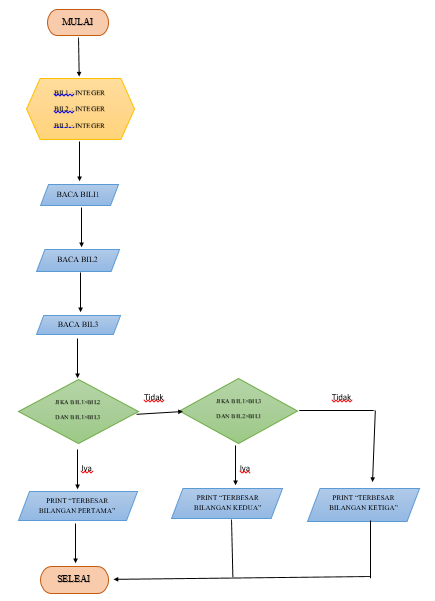 MULAI
BIL1 : INTEGER
BIL2 : INTEGER
BIL3 : INTEGER
BACA BILI1
BACA BIL2
BACA BIL3
JIKA BIL1>BIL2
DAN BIL1>BIL3
Tidak
JIKA BIL1>BIL3
DAN BIL2>BIL1
Tidak
Iya
Iya
PRINT “TERBESAR
BILANGAN PERTAMA”
PRINT “TERBESAR
BILANGAN KEDUA”
PRINT “TERBESAR
BILANGAN KETIGA”
SELEAI